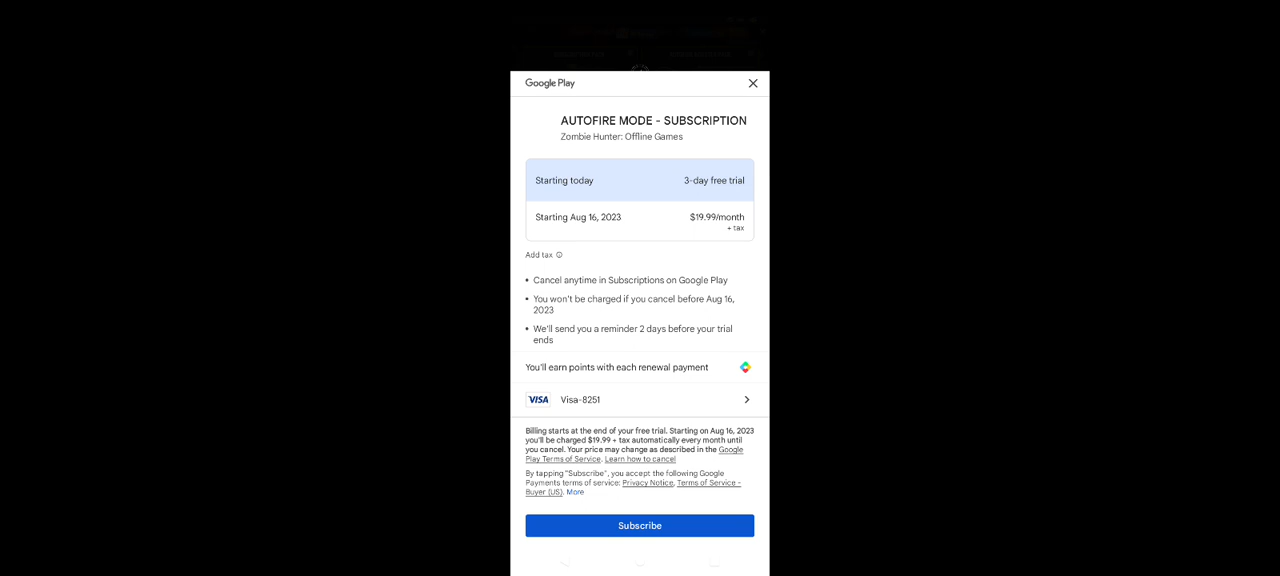 Google Play
AUTOFIRE MODE - SUBSCRIPTION
Zombie Hunter: Offline Games
Starting today 3-day free trial
Starting Aug 16, 2023 $19.99/month
+ tax
Add tax
• Cancel anytime in Subscriptions on Google Play
• You won't be charged if you cancel before Aug 16,
2023
• We'll send you a reminder 2 days before your trial
ends
You'll earn points with each renewal payment
VISA Visa-8251
Billing starts at the end of your free trial. Starting on Aug 16, 2023
you'll be charged $19.99 + tax automatically every month until
you cancel. Your price may change as described in the Google
Play Terms of Service. Learn how to cancel
By tapping "Subscribe", you accept the following Google
Payments terms of service: Privacy Notice, Terms of Service -
Buyer (US). More
Subscribe